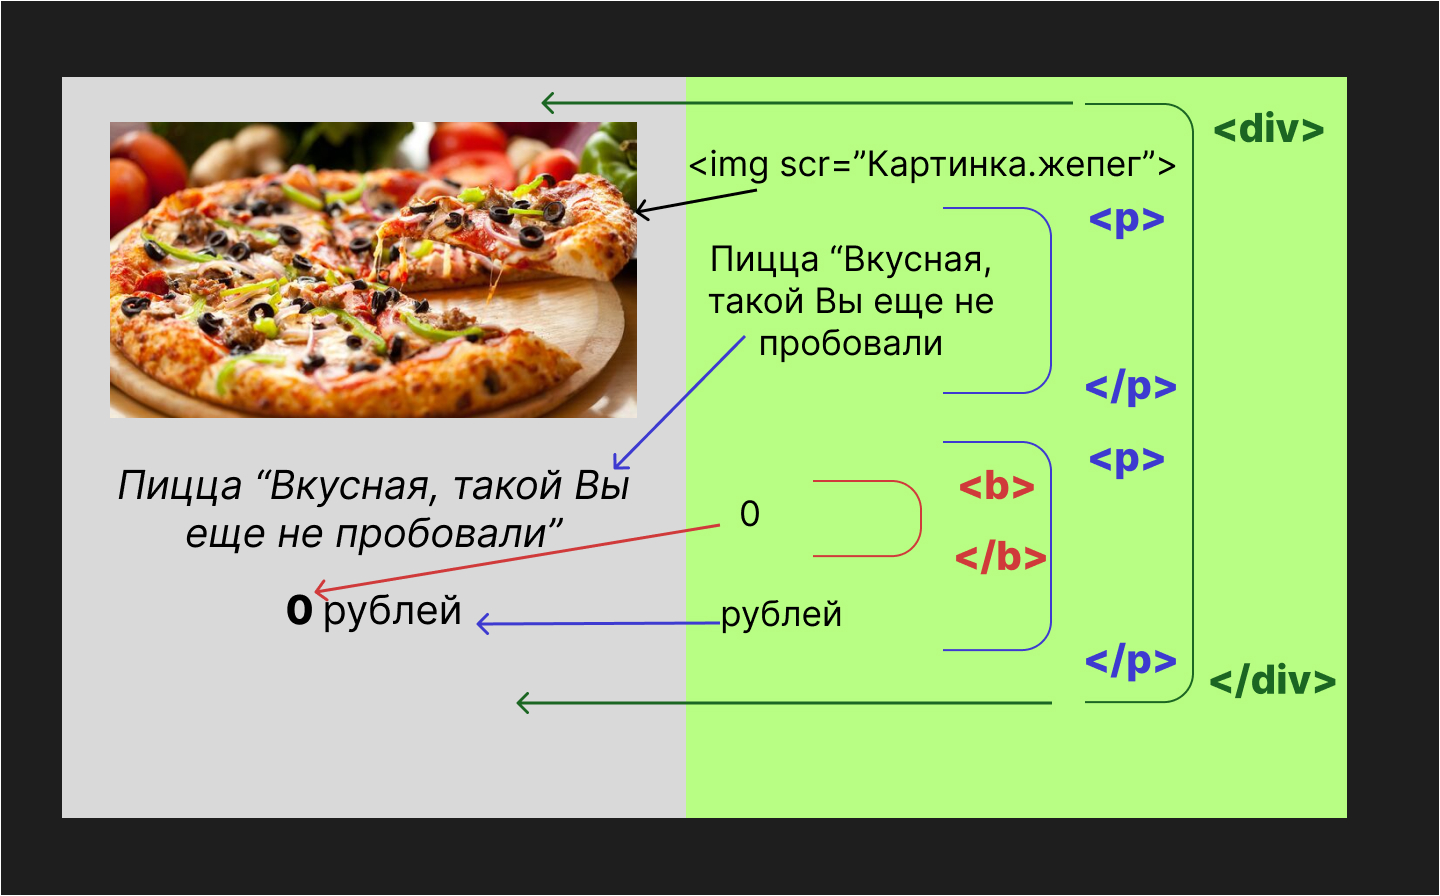 Пицца “Вкусная, такой Вы
еще не пробовали”
0 рублей
<div>
<img scr=”Картинка.жепег”>
<p>
Пицца “Вкусная,
такой Вы еще не
пробовали
</p>
<p>
<b>
0
</b>
рублей
</p>
</div>